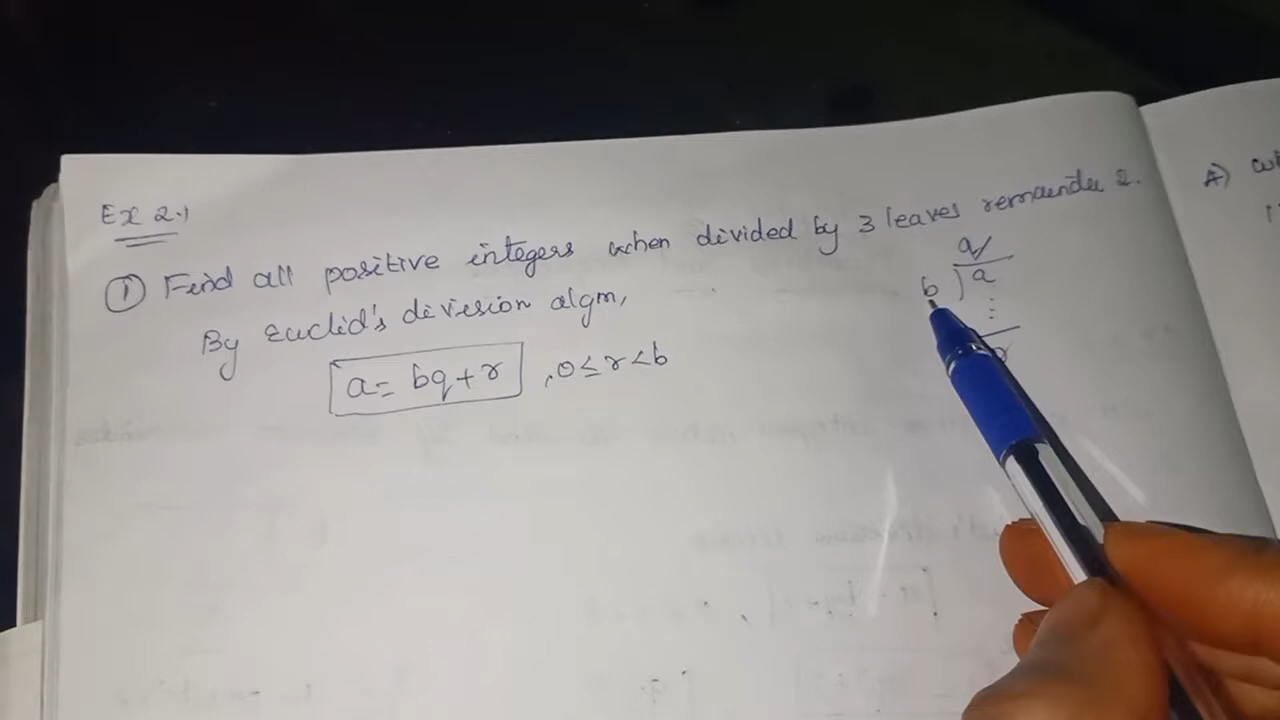 Ex 2.1
① Find all positive integers when divided by 3 leaves remainder 2.
By Euclid's division algm,
a = bq + r , 0 ≤ r < b
q
b ) a
:
r
A)